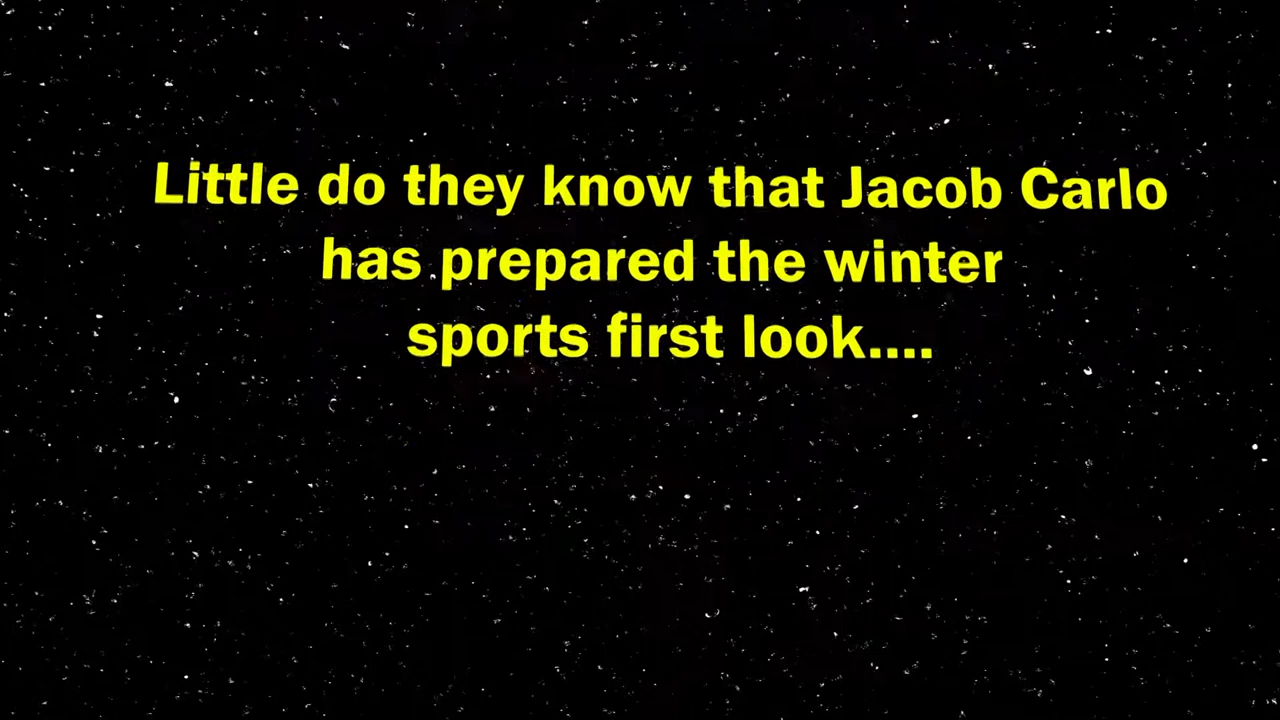 Little do they know that Jacob Carlo
has prepared the winter
sports first look....